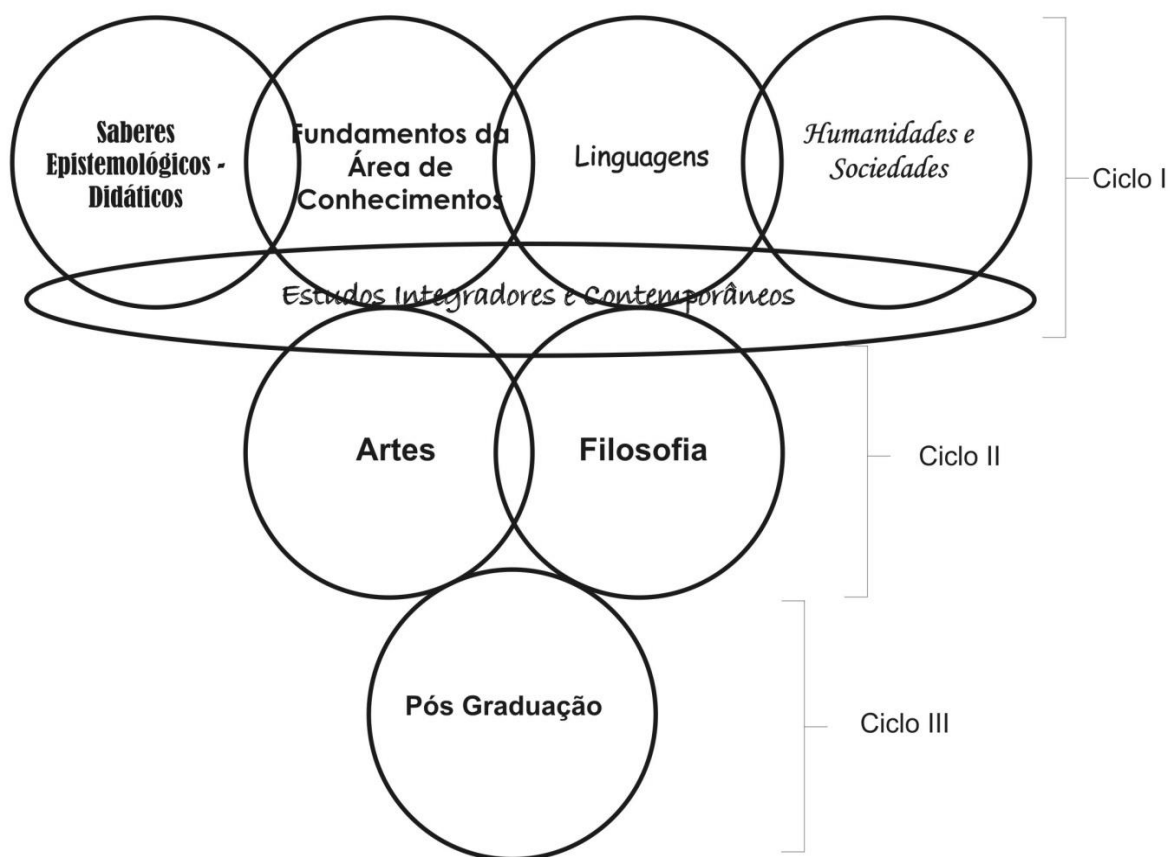 Saberes
Epistemológicos -
Didáticos
Fundamentos da
Área de
Conhecimentos
Linguagens
Humanidades e
Sociedades
Ciclo I
Estudos Integradores e Contemporâneos
Artes
Filosofia
Ciclo II
Pós Graduação
Ciclo III